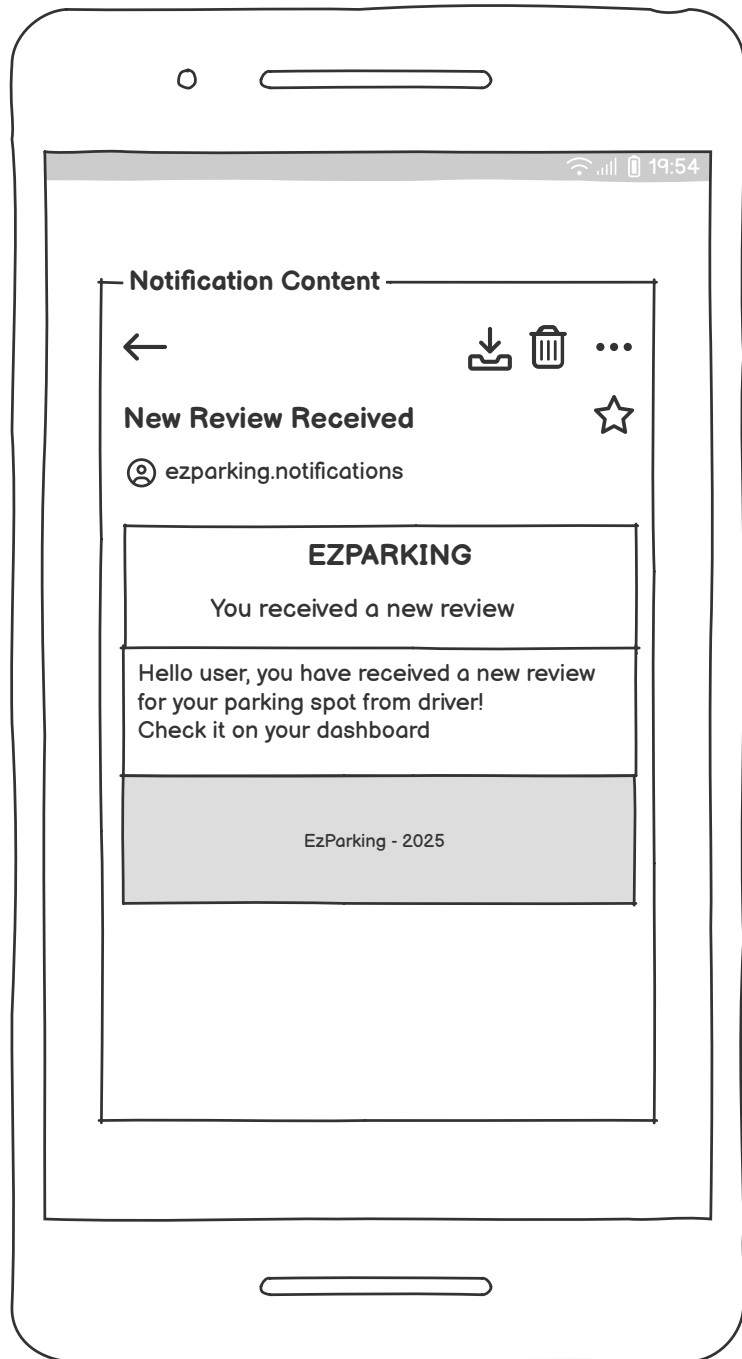 19:54
Notification Content
New Review Received
ezparking.notifications
EZPARKING
You received a new review
Hello user, you have received a new review
for your parking spot from driver!
Check it on your dashboard
EzParking - 2025